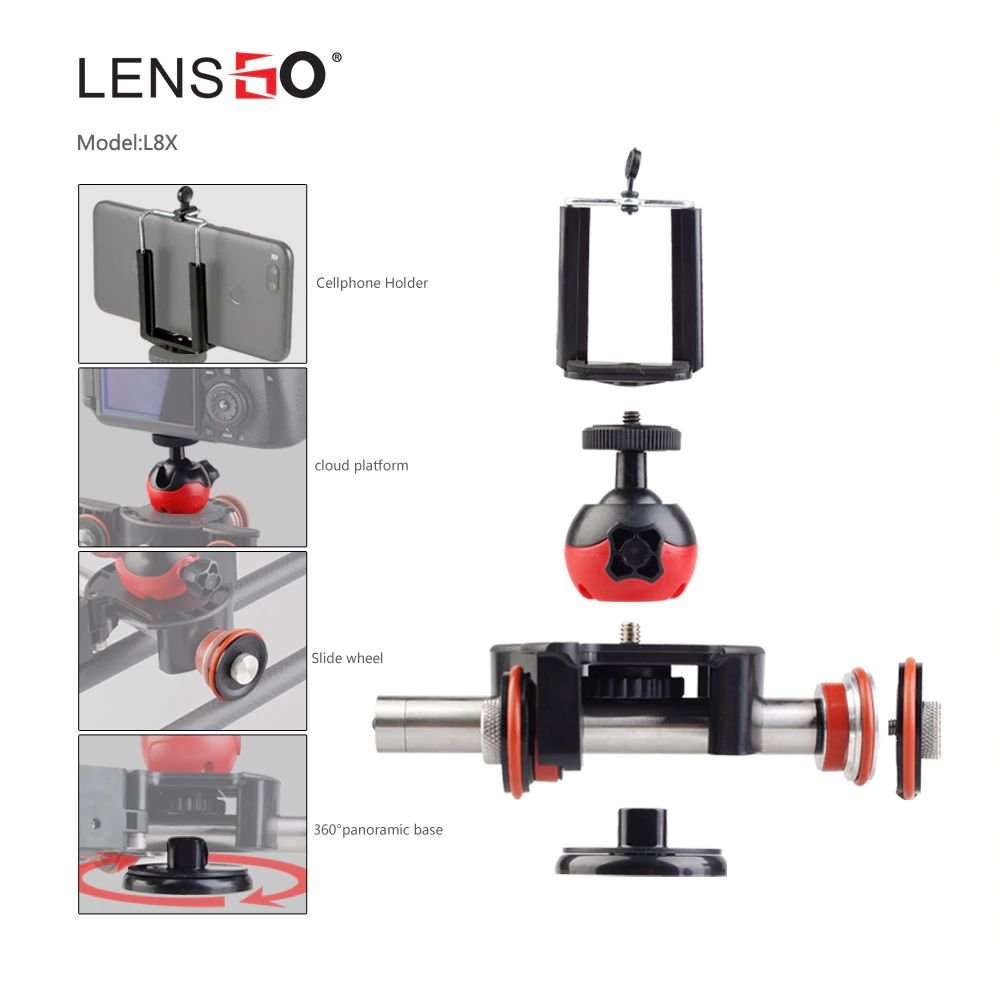 LENSGO®
Model:L8X
Cellphone Holder
cloud platform
Slide wheel
360°panoramic base